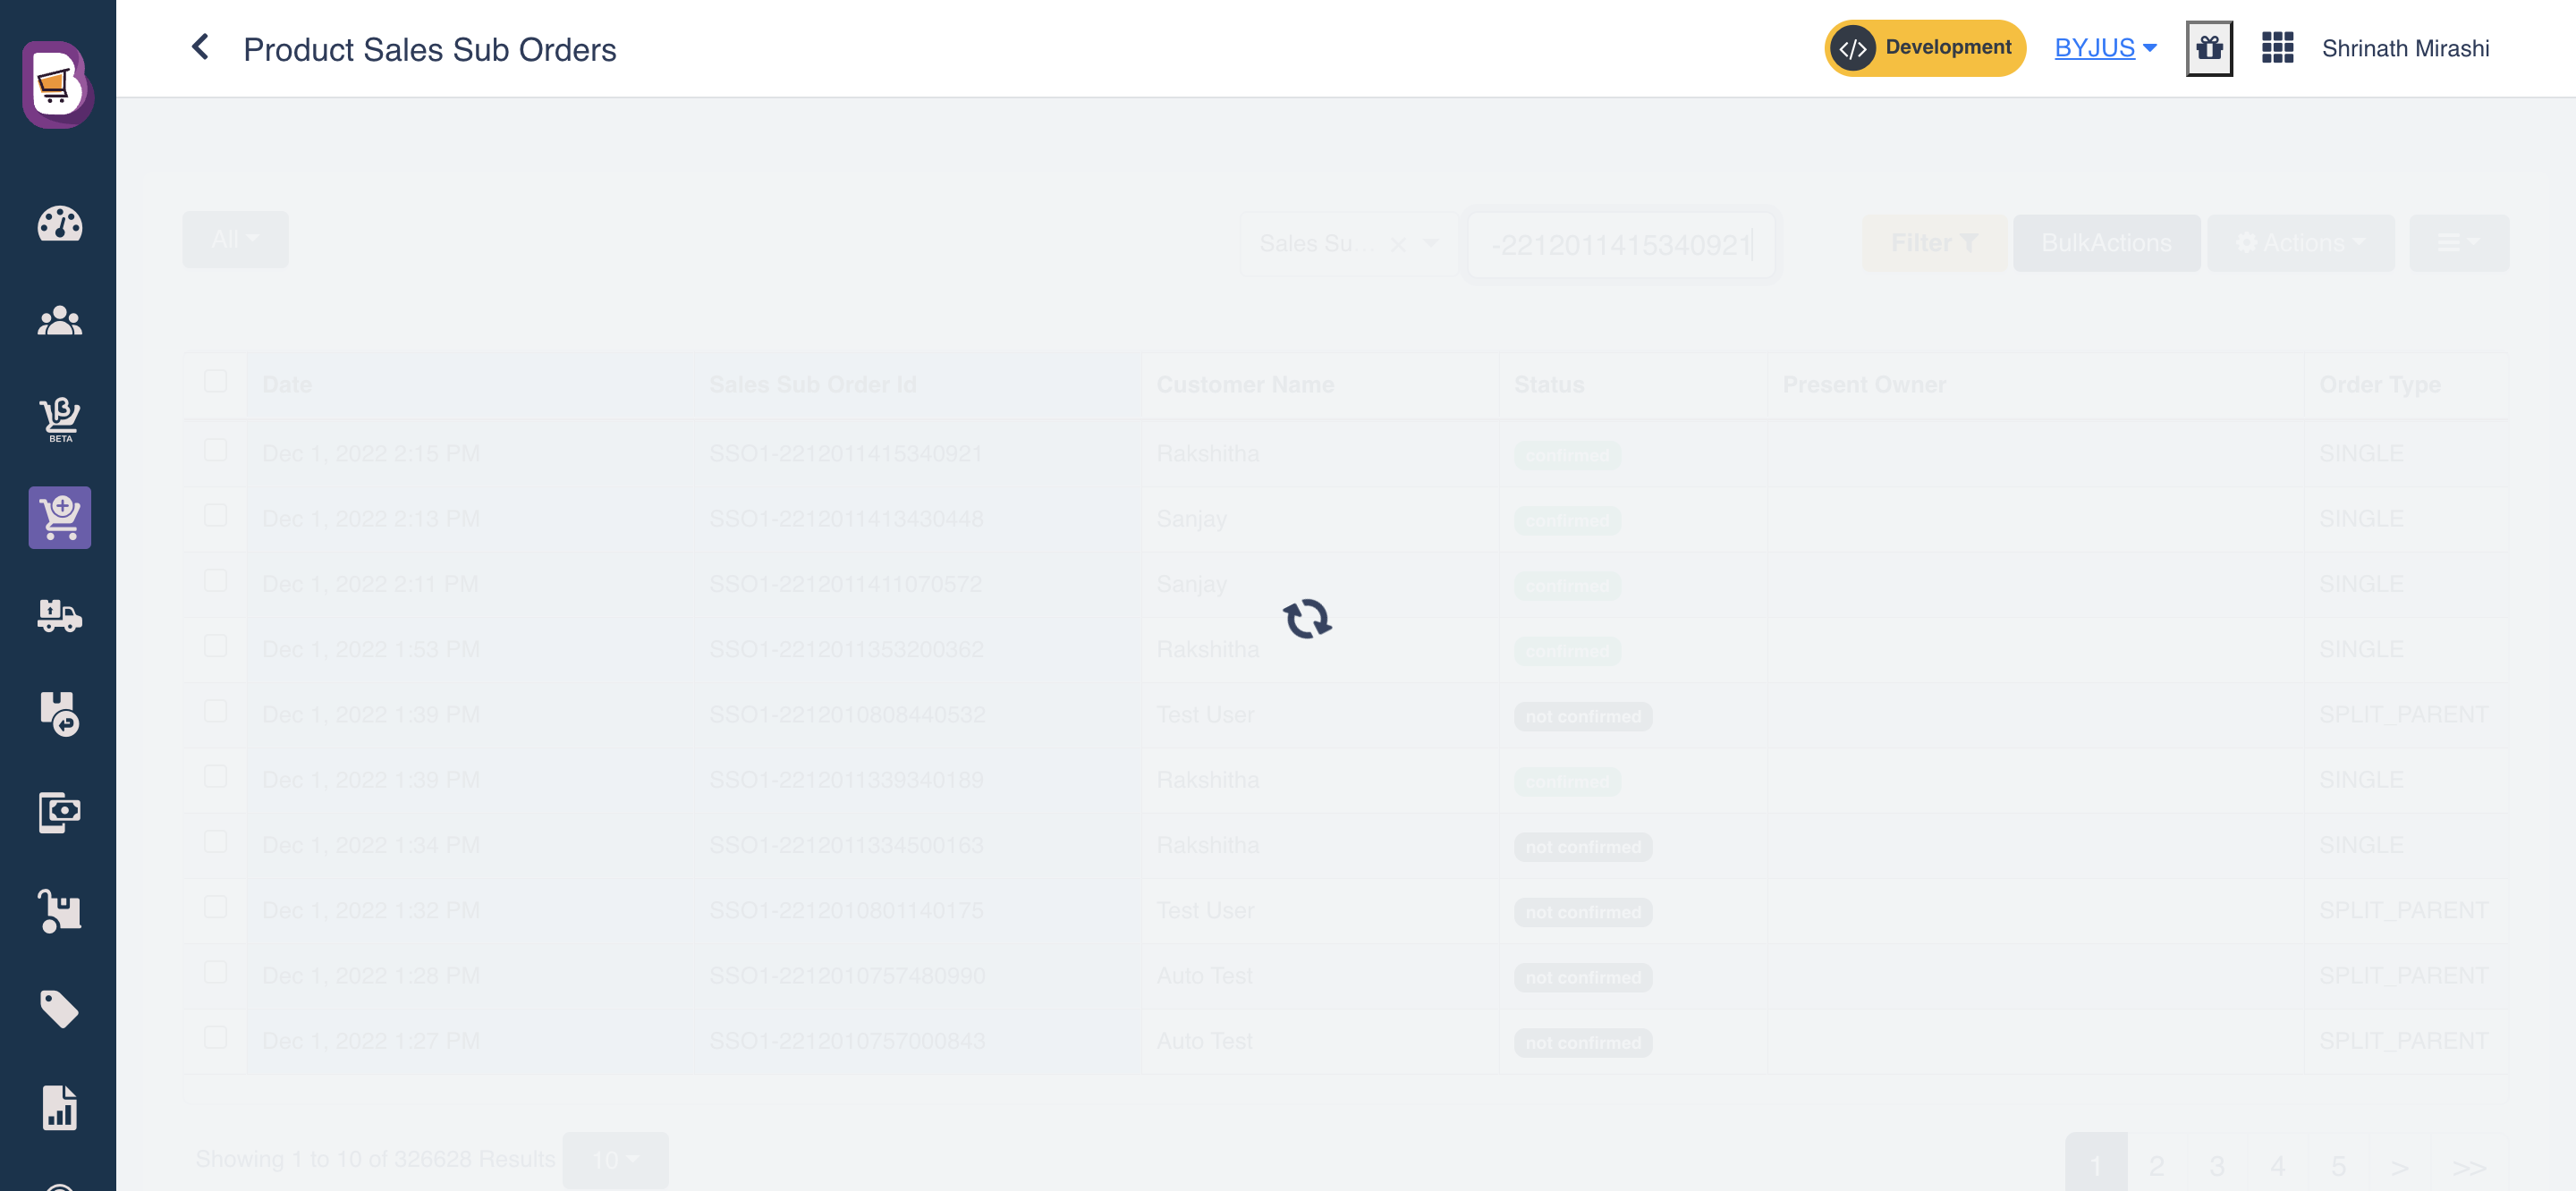 Product Sales Sub Orders
</> Development
BYJUS
Shrinath Mirashi
BETA
All
Sales Su...
-2212011415340921
Filter
BulkActions
Actions
Date Sales Sub Order Id Customer Name Status Present Owner Order Type
Dec 1, 2022 2:15 PM SSO1-2212011415340921 Rakshitha confirmed SINGLE
Dec 1, 2022 2:13 PM SSO1-2212011413430448 Sanjay confirmed SINGLE
Dec 1, 2022 2:11 PM SSO1-2212011411070572 Sanjay confirmed SINGLE
Dec 1, 2022 1:53 PM SSO1-2212011353200362 Rakshitha confirmed SINGLE
Dec 1, 2022 1:39 PM SSO1-2212010808440532 Test User not confirmed SPLIT_PARENT
Dec 1, 2022 1:39 PM SSO1-2212011339340189 Rakshitha confirmed SINGLE
Dec 1, 2022 1:34 PM SSO1-2212011334500163 Rakshitha not confirmed SINGLE
Dec 1, 2022 1:32 PM SSO1-2212010801140175 Test User not confirmed SPLIT_PARENT
Dec 1, 2022 1:28 PM SSO1-2212010757480990 Auto Test not confirmed SPLIT_PARENT
Dec 1, 2022 1:27 PM SSO1-2212010757000843 Auto Test not confirmed SPLIT_PARENT
Showing 1 to 10 of 326628 Results 10
1 2 3 4 5 > >>